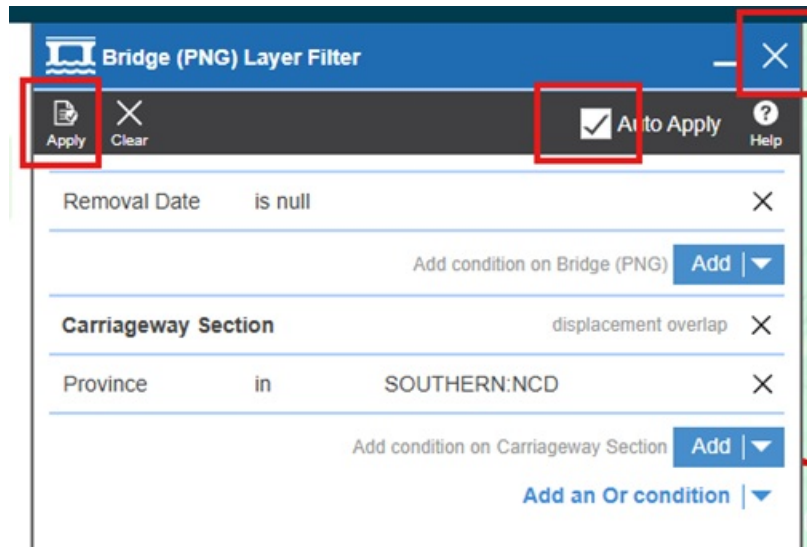 Bridge (PNG) Layer Filter
Apply Clear Auto Apply ? Help
Removal Date is null
Add condition on Bridge (PNG) Add
Carriageway Section displacement overlap
Province in SOUTHERN:NCD
Add condition on Carriageway Section Add
Add an Or condition